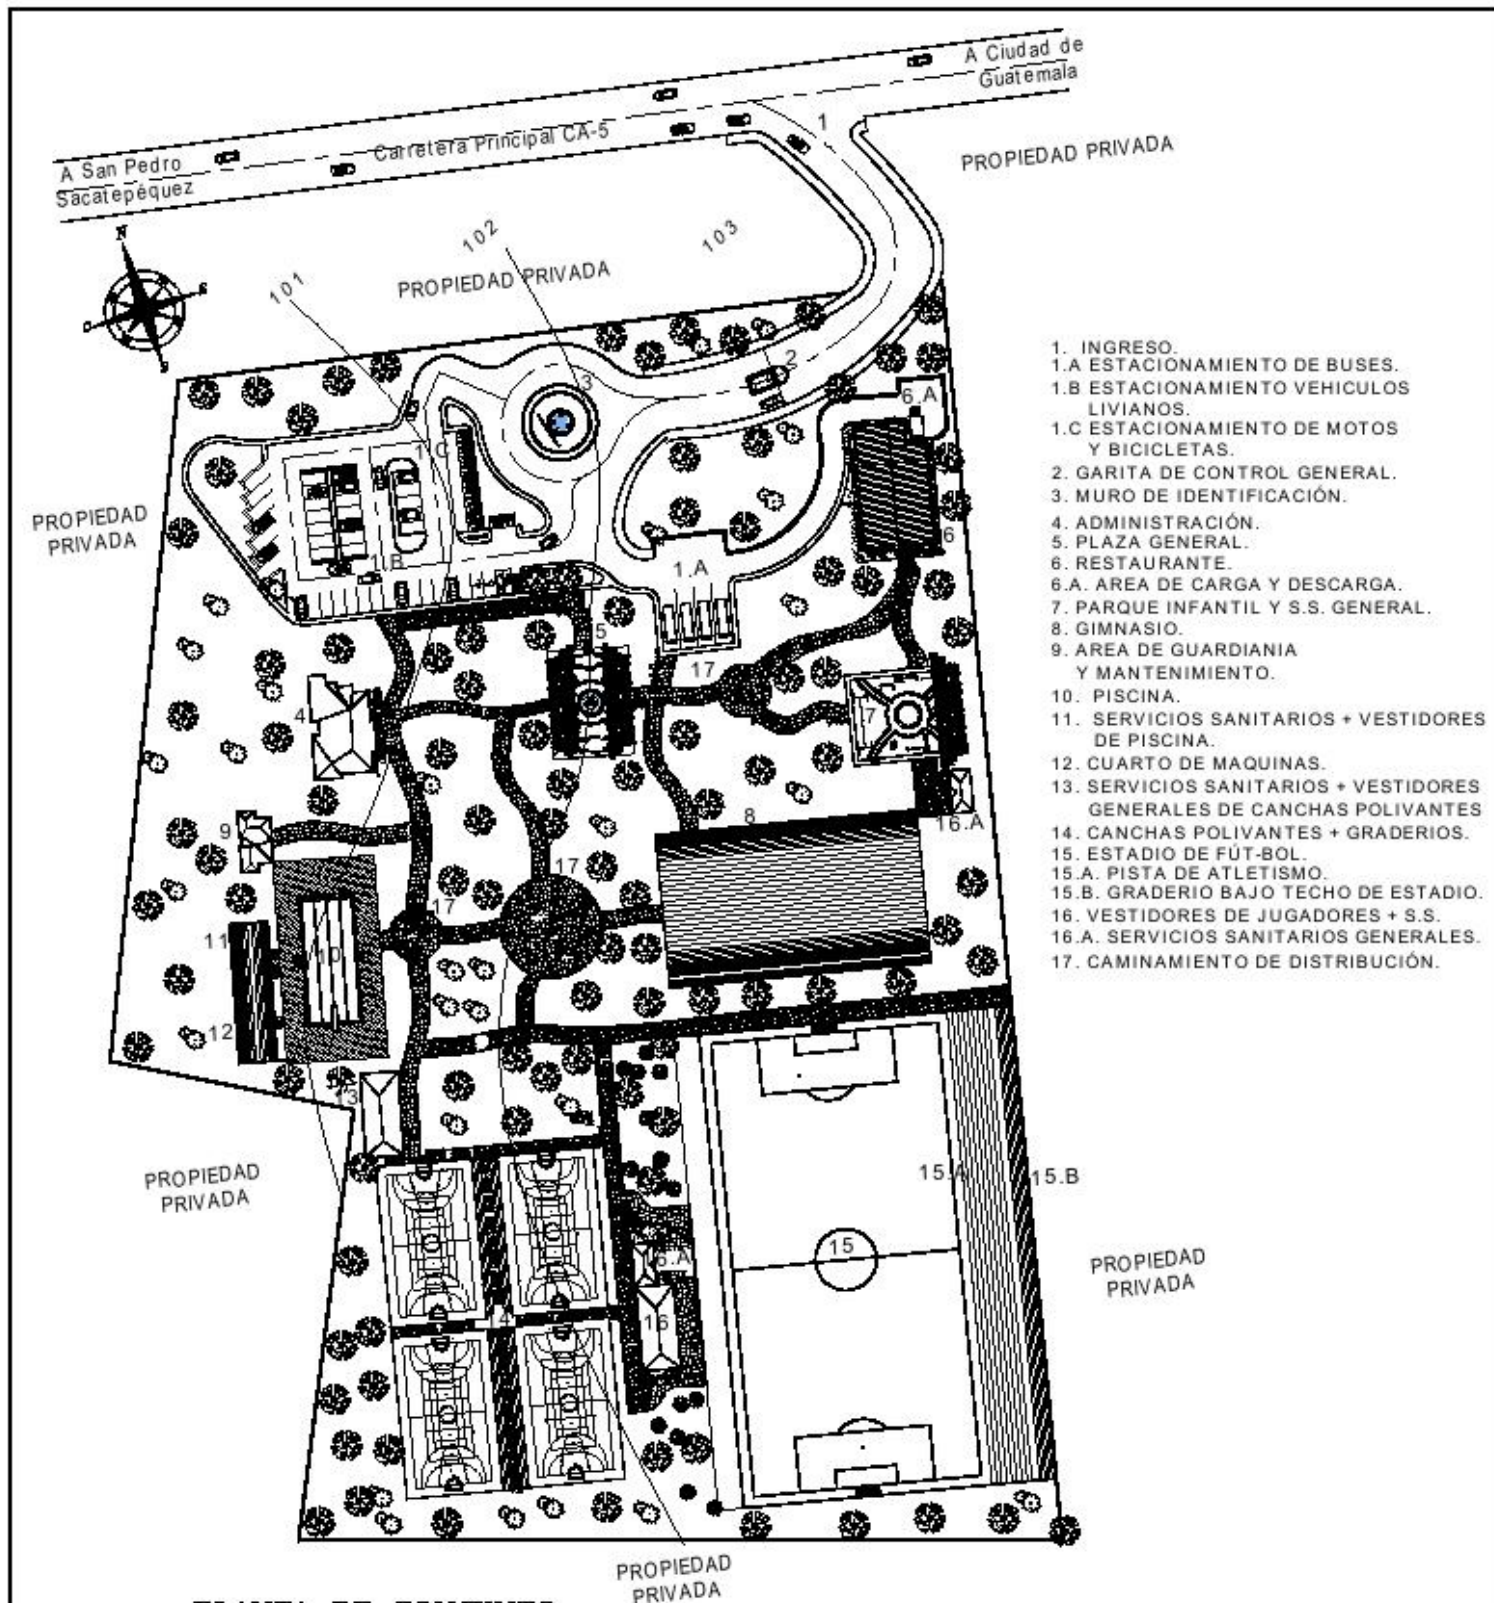 A Ciudad de
Guatemala
1
Carretera Principal CA-5
A San Pedro
Sacatepéquez
PROPIEDAD PRIVADA
N
O
101
102
103
PROPIEDAD PRIVADA
2
3
6.A
1.C
PROPIEDAD
PRIVADA
1.B
1.A
6
5
17
4
7
8
9
16.A
17
17
11
10
12
13
15.A
15.B
PROPIEDAD
PRIVADA
15
16.A
14
16
PROPIEDAD
PRIVADA
PROPIEDAD
PRIVADA
1. INGRESO.
1.A ESTACIONAMIENTO DE BUSES.
1.B ESTACIONAMIENTO VEHICULOS
LIVIANOS.
1.C ESTACIONAMIENTO DE MOTOS
Y BICICLETAS.
2. GARITA DE CONTROL GENERAL.
3. MURO DE IDENTIFICACIÓN.
4. ADMINISTRACIÓN.
5. PLAZA GENERAL.
6. RESTAURANTE.
6.A. AREA DE CARGA Y DESCARGA.
7. PARQUE INFANTIL Y S.S. GENERAL.
8. GIMNASIO.
9. AREA DE GUARDIANIA
Y MANTENIMIENTO.
10. PISCINA.
11. SERVICIOS SANITARIOS + VESTIDORES
DE PISCINA.
12. CUARTO DE MAQUINAS.
13. SERVICIOS SANITARIOS + VESTIDORES
GENERALES DE CANCHAS POLIVANTES
14. CANCHAS POLIVANTES + GRADERIOS.
15. ESTADIO DE FÚT-BOL.
15.A. PISTA DE ATLETISMO.
15.B. GRADERIO BAJO TECHO DE ESTADIO.
16. VESTIDORES DE JUGADORES + S.S.
16.A. SERVICIOS SANITARIOS GENERALES.
17. CAMINAMIENTO DE DISTRIBUCIÓN.